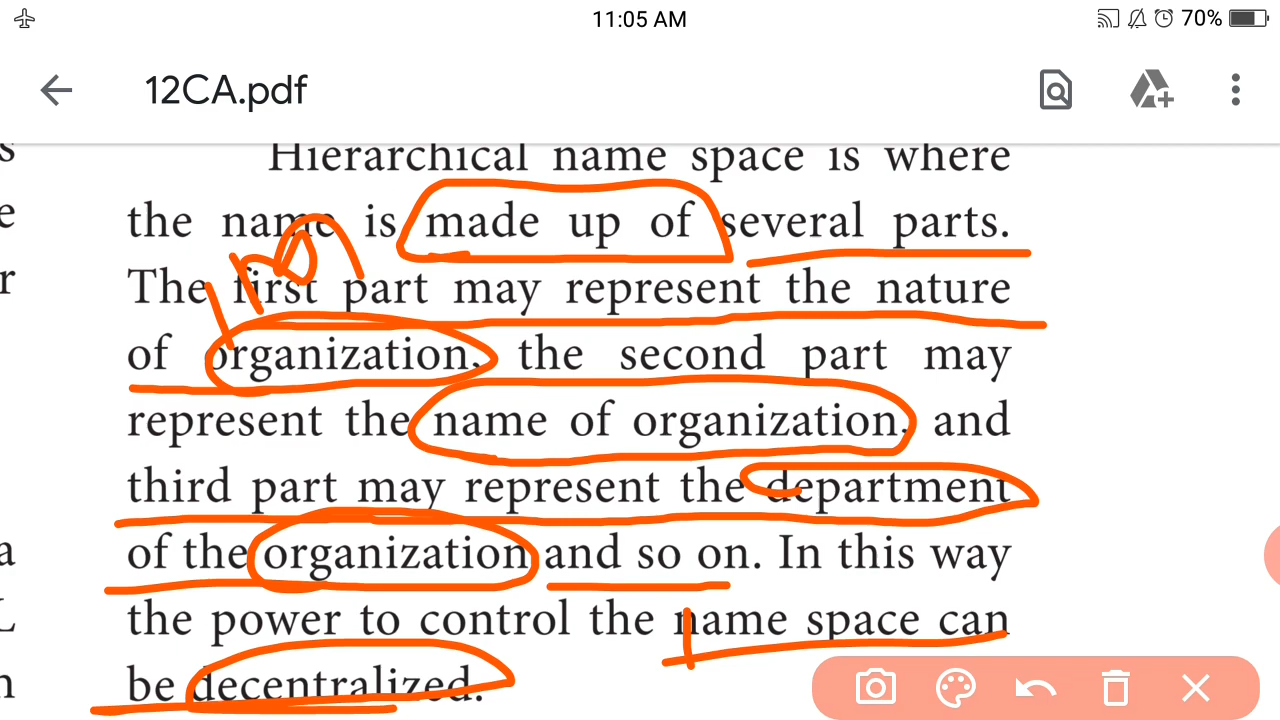 11:05 AM
70%
12CA.pdf
Hierarchical name space is where
the name is made up of several parts.
The first part may represent the nature
of organization, the second part may
represent the name of organization, and
third part may represent the department
of the organization and so on. In this way
the power to control the name space can
be decentralized.
s
e
r
a
L
n